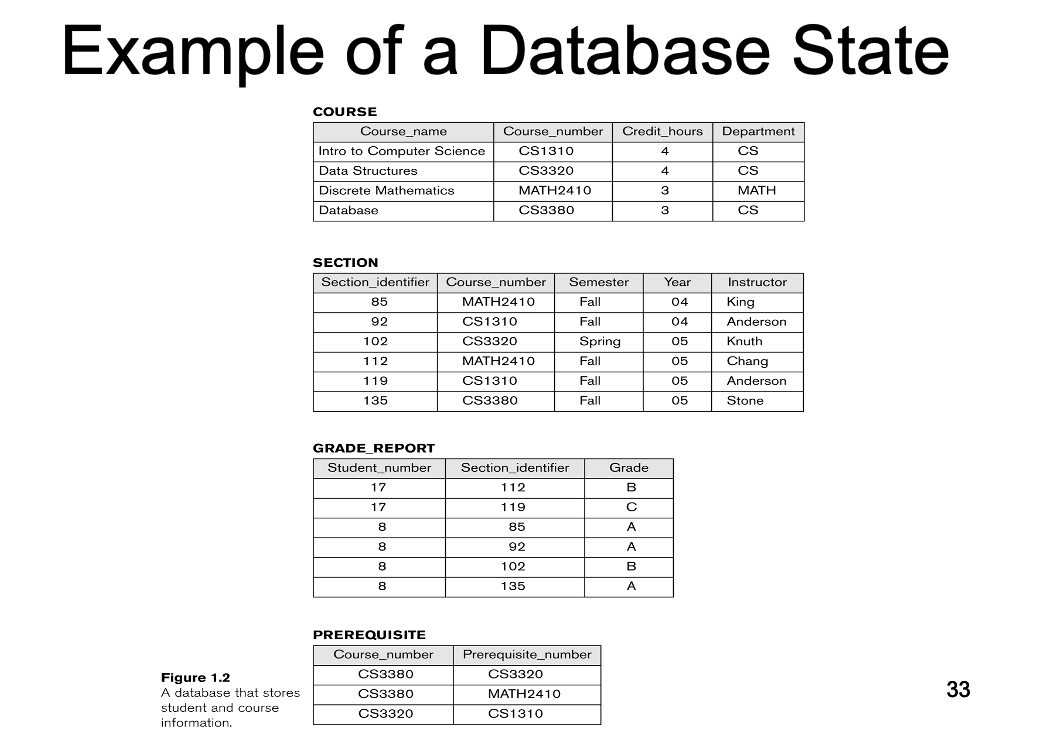 Example of a Database State
COURSE
Course_name Course_number Credit_hours Department
Intro to Computer Science CS1310 4 CS
Data Structures CS3320 4 CS
Discrete Mathematics MATH2410 3 MATH
Database CS3380 3 CS
SECTION
Section_identifier Course_number Semester Year Instructor
85 MATH2410 Fall 04 King
92 CS1310 Fall 04 Anderson
102 CS3320 Spring 05 Knuth
112 MATH2410 Fall 05 Chang
119 CS1310 Fall 05 Anderson
135 CS3380 Fall 05 Stone
GRADE_REPORT
Student_number Section_identifier Grade
17 112 B
17 119 C
8 85 A
8 92 A
8 102 B
8 135 A
PREREQUISITE
Course_number Prerequisite_number
CS3380 CS3320
CS3380 MATH2410
CS3320 CS1310
Figure 1.2
A database that stores
student and course
information.
33